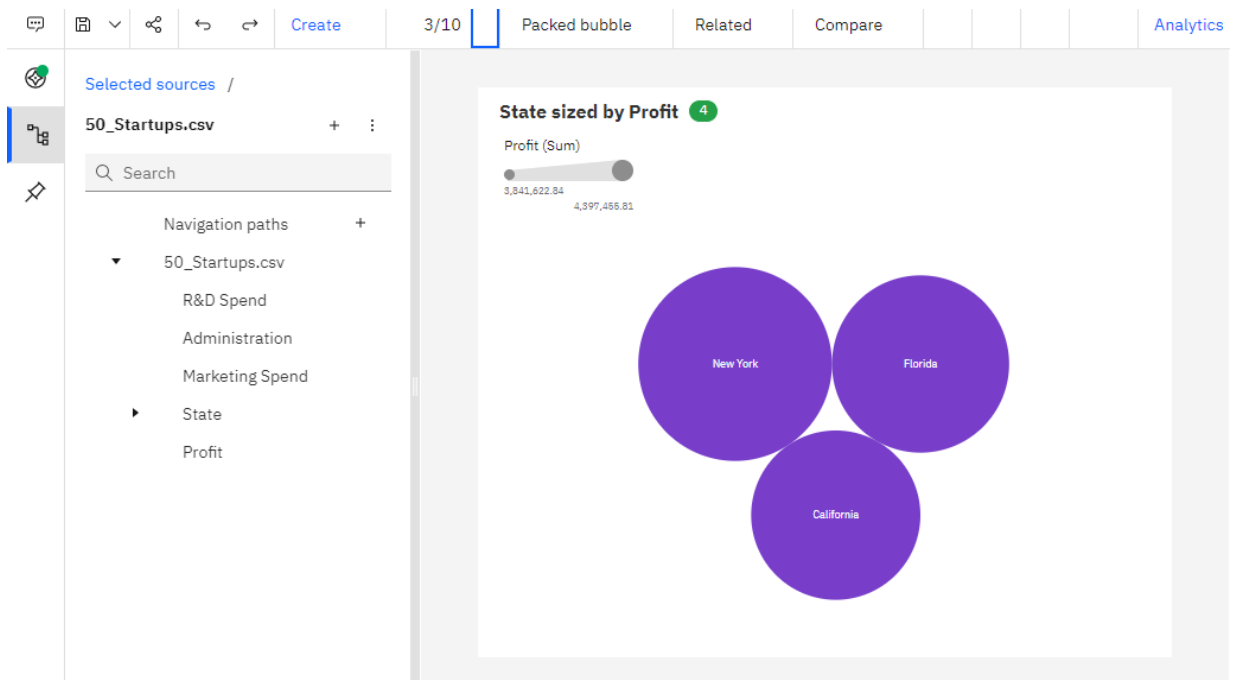 Create 3/10 Packed bubble Related Compare Analytics
Selected sources /
50_Startups.csv
Search
Navigation paths
50_Startups.csv
R&D Spend
Administration
Marketing Spend
State
Profit
State sized by Profit 4
Profit (Sum)
3,841,622.84
4,397,455.81
New York
Florida
California